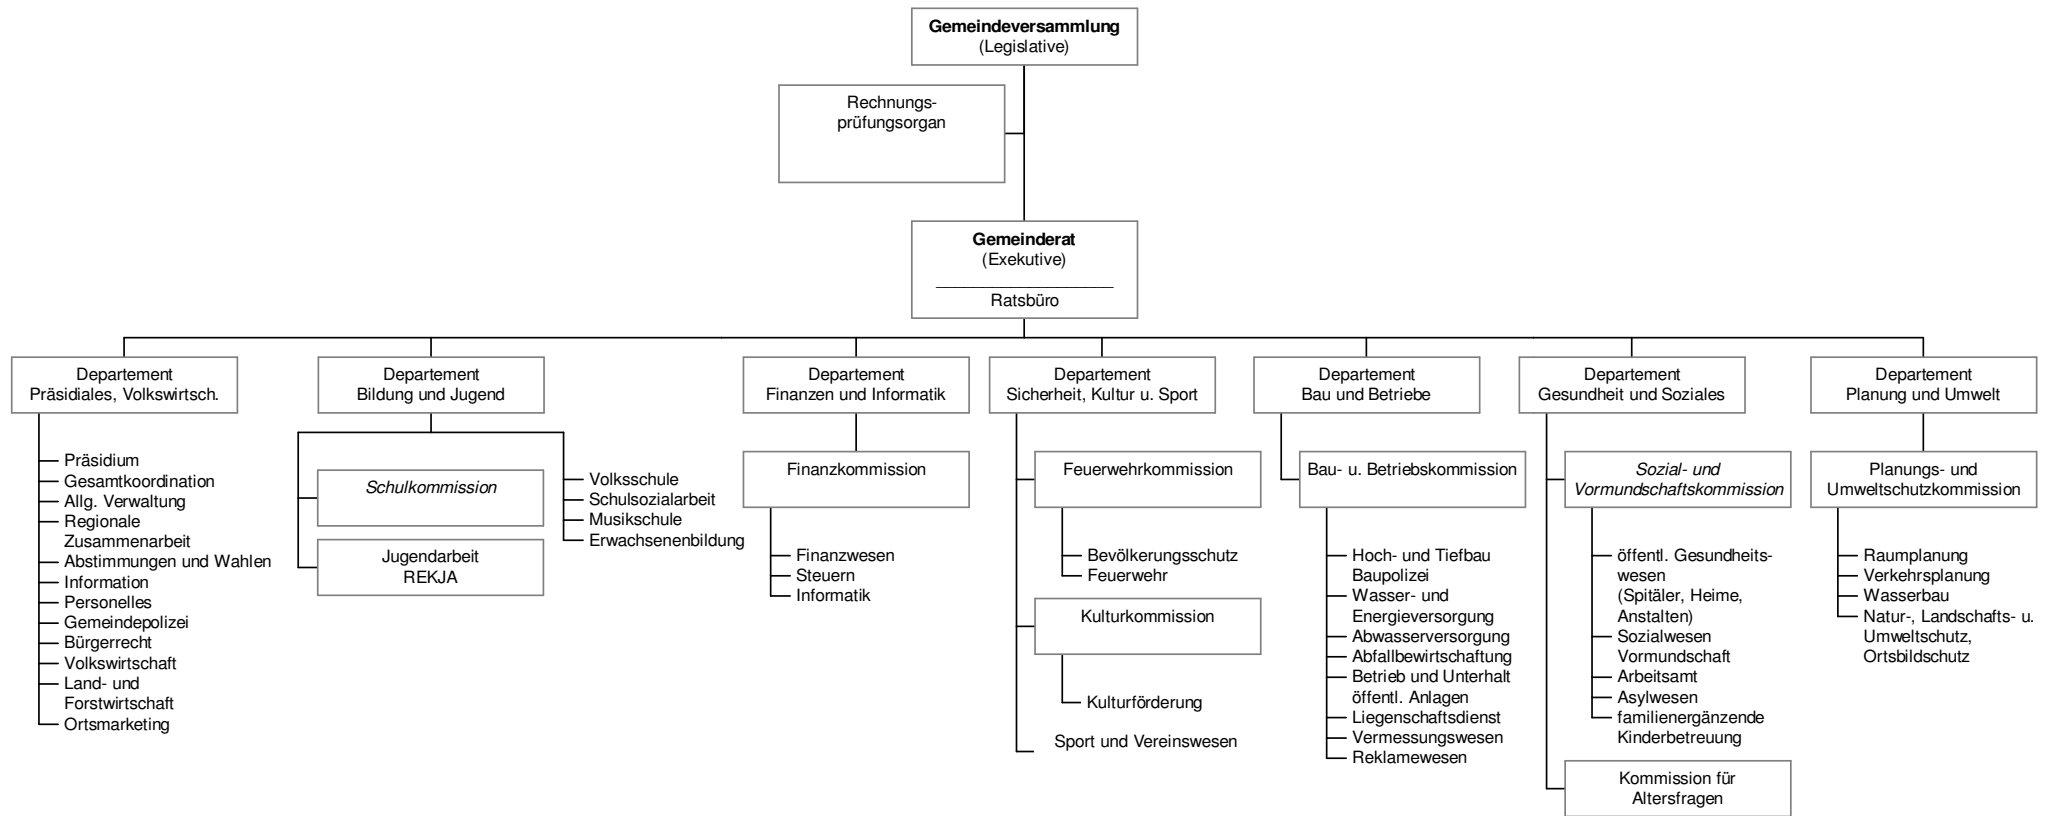 Gemeindeversammlung
(Legislative)
Rechnungs-
prüfungsorgan
Gemeinderat
(Exekutive)
Ratsbüro
Departement
Präsidiales, Volkswirtsch.
Präsidium
Gesamtkoordination
Allg. Verwaltung
Regionale
Zusammenarbeit
Abstimmungen und Wahlen
Information
Personelles
Gemeindepolizei
Bürgerrecht
Volkswirtschaft
Land- und
Forstwirtschaft
Ortsmarketing
Departement
Bildung und Jugend
Schulkommission
Jugendarbeit
REKJA
Volksschule
Schulsozialarbeit
Musikschule
Erwachsenenbildung
Departement
Finanzen und Informatik
Finanzkommission
Finanzwesen
Steuern
Informatik
Departement
Sicherheit, Kultur u. Sport
Feuerwehrkommission
Bevölkerungsschutz
Feuerwehr
Kulturkommission
Kulturförderung
Sport und Vereinswesen
Departement
Bau und Betriebe
Bau- u. Betriebskommission
Hoch- und Tiefbau
Baupolizei
Wasser- und
Energieversorgung
Abwasserversorgung
Abfallbewirtschaftung
Betrieb und Unterhalt
öffentl. Anlagen
Liegenschaftsdienst
Vermessungswesen
Reklamewesen
Departement
Gesundheit und Soziales
Sozial- und
Vormundschaftskommission
öffentl. Gesundheits-
wesen
(Spitäler, Heime,
Anstalten)
Sozialwesen
Vormundschaft
Arbeitsamt
Asylwesen
familienergänzende
Kinderbetreuung
Kommission für
Altersfragen
Departement
Planung und Umwelt
Planungs- und
Umweltschutzkommission
Raumplanung
Verkehrsplanung
Wasserbau
Natur-, Landschafts- u.
Umweltschutz,
Ortsbildschutz